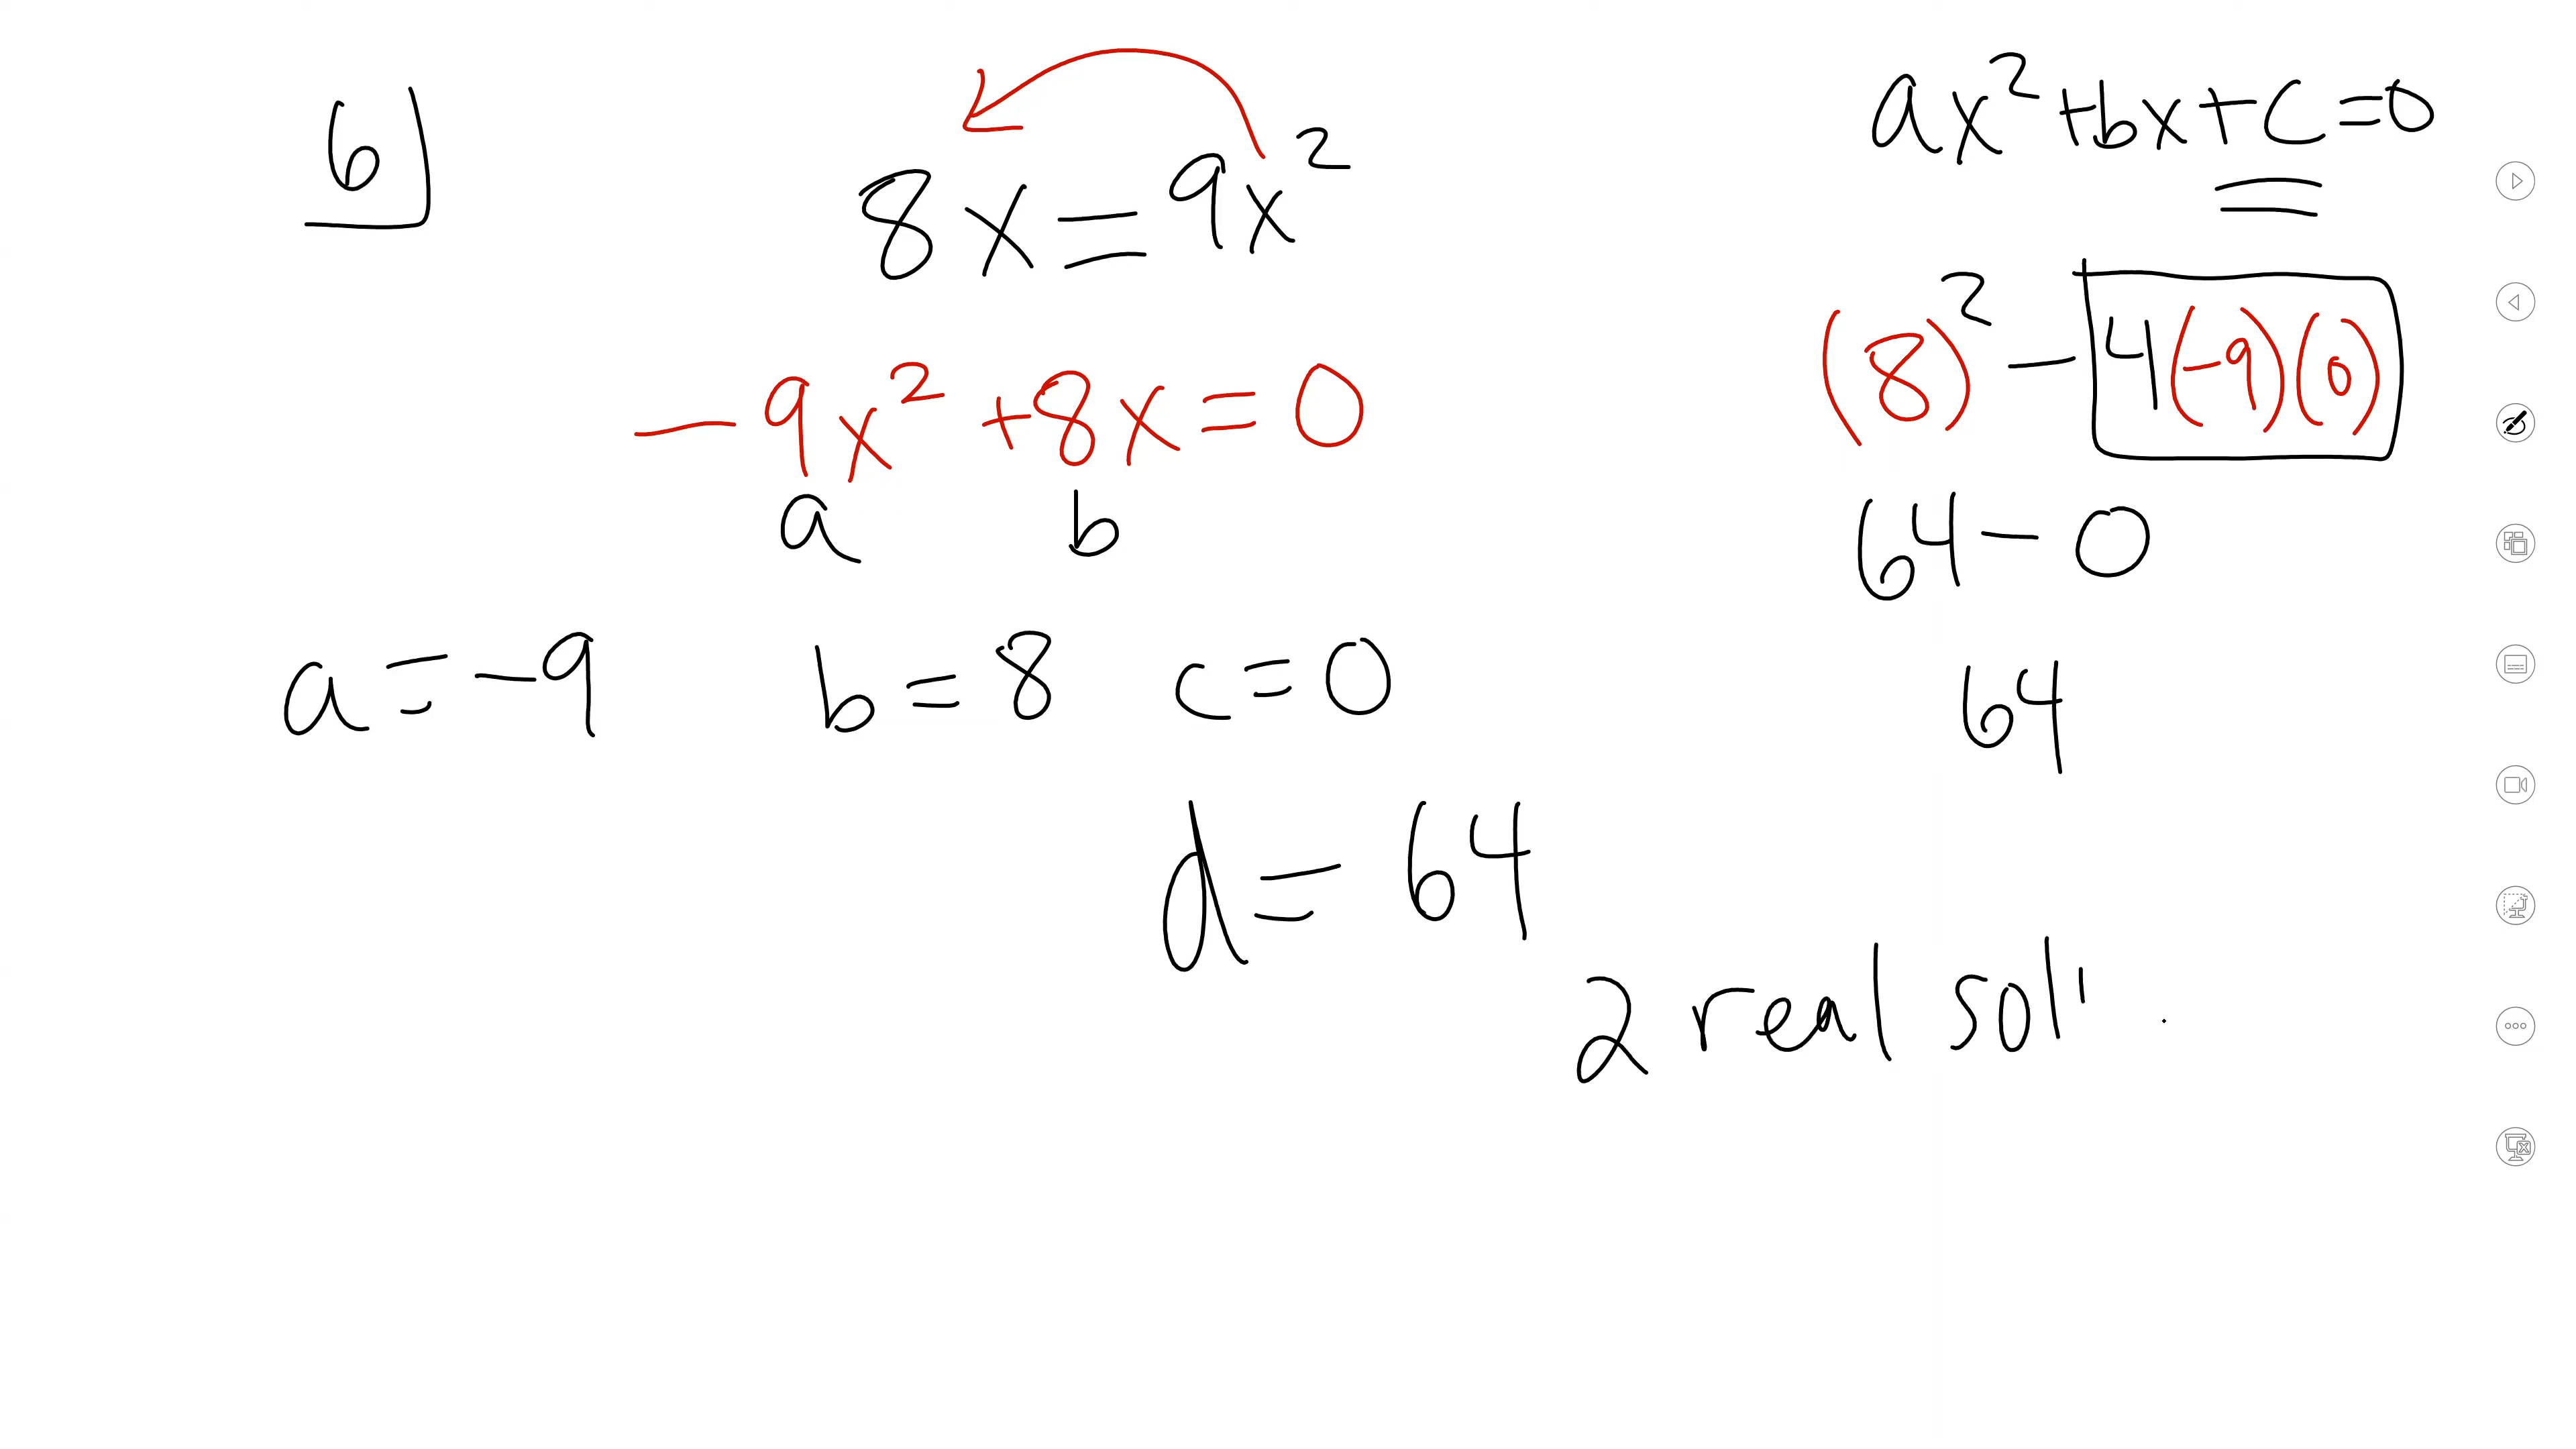 6
8x = 9x²
-9x² + 8x = 0
a b
a = -9 b = 8 c = 0
d = 64
ax² + bx + c = 0
(8)² - 4(-9)(0)
64 - 0
64
2 real sol'